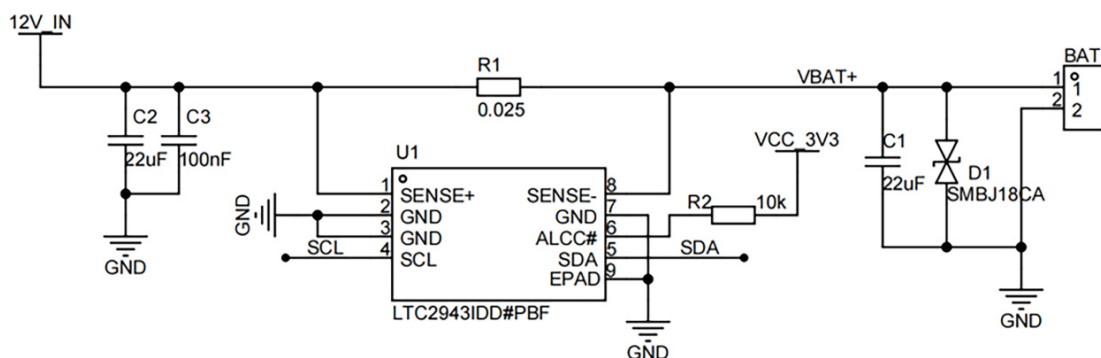 12V_IN
R1
0.025
VBAT+
BAT
1
1
2
2
C2
22uF
C3
100nF
GND
U1
1
SENSE+
2
GND
3
GND
4
SCL
SCL
GND
SENSE-
8
GND
7
ALCC#
6
SDA
5
EPAD
9
LTC2943IDD#PBF
SDA
R2
10k
VCC_3V3
GND
C1
22uF
D1
SMBJ18CA
GND